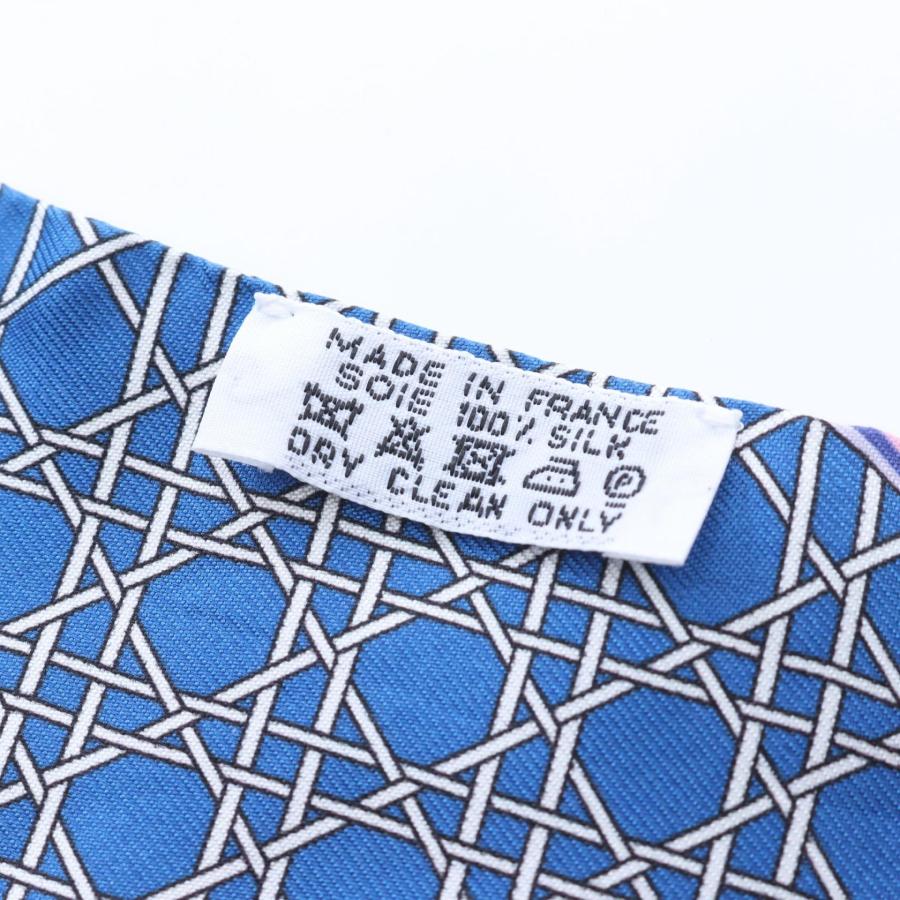 MADE IN FRANCE
SOIE 100% SILK
P
DRY CLEAN ONLY